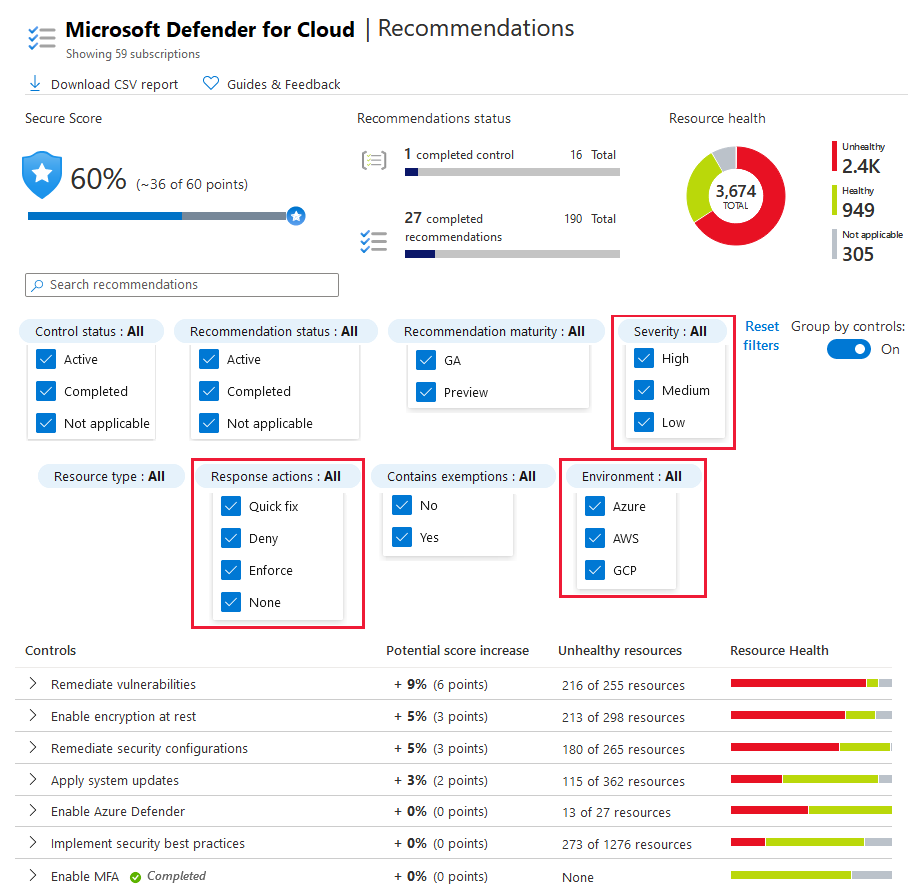 Microsoft Defender for Cloud | Recommendations
Showing 59 subscriptions
Download CSV report Guides & Feedback
Secure Score
60% (~36 of 60 points)
Recommendations status
1 completed control 16 Total
27 completed 190 Total
recommendations
Resource health
3,674
TOTAL
Unhealthy
2.4K
Healthy
949
Not applicable
305
Search recommendations
Control status : All
Active
Completed
Not applicable
Recommendation status : All
Active
Completed
Not applicable
Recommendation maturity : All
GA
Preview
Severity : All
High
Medium
Low
Reset
filters
Group by controls:
On
Resource type : All
Response actions : All
Quick fix
Deny
Enforce
None
Contains exemptions : All
No
Yes
Environment : All
Azure
AWS
GCP
Controls Potential score increase Unhealthy resources Resource Health
Remediate vulnerabilities + 9% (6 points) 216 of 255 resources
Enable encryption at rest + 5% (3 points) 213 of 298 resources
Remediate security configurations + 5% (3 points) 180 of 265 resources
Apply system updates + 3% (2 points) 115 of 362 resources
Enable Azure Defender + 0% (0 points) 13 of 27 resources
Implement security best practices + 0% (0 points) 273 of 1276 resources
Enable MFA Completed + 0% (0 points) None